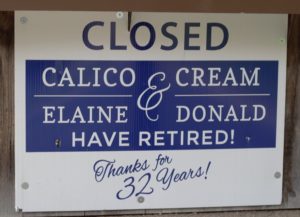 CLOSED
CALICO & CREAM
ELAINE & DONALD
HAVE RETIRED!
Thanks for
32 Years!